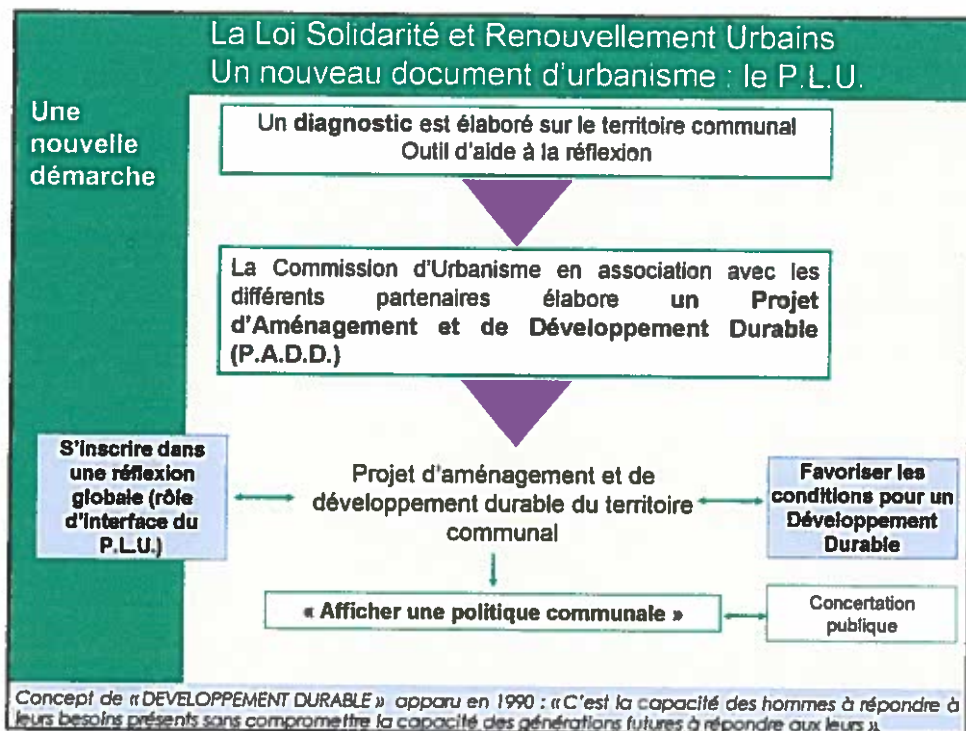 La Loi Solidarité et Renouvellement Urbains
Un nouveau document d'urbanisme : le P.L.U.
Une
nouvelle
démarche
Un diagnostic est élaboré sur le territoire communal
Outil d'aide à la réflexion
La Commission d'Urbanisme en association avec les
différents partenaires élabore un Projet
d'Aménagement et de Développement Durable
(P.A.D.D.)
S'inscrire dans
une réflexion
globale (rôle
d'interface du
P.L.U.)
Projet d'aménagement et de
développement durable du territoire
communal
Favoriser les
conditions pour un
Développement
Durable
« Afficher une politique communale »
Concertation
publique
Concept de « DEVELOPPEMENT DURABLE » apparu en 1990 : « C'est la capacité des hommes à répondre à
leurs besoins présents sans compromettre la capacité des générations futures à répondre aux leurs »